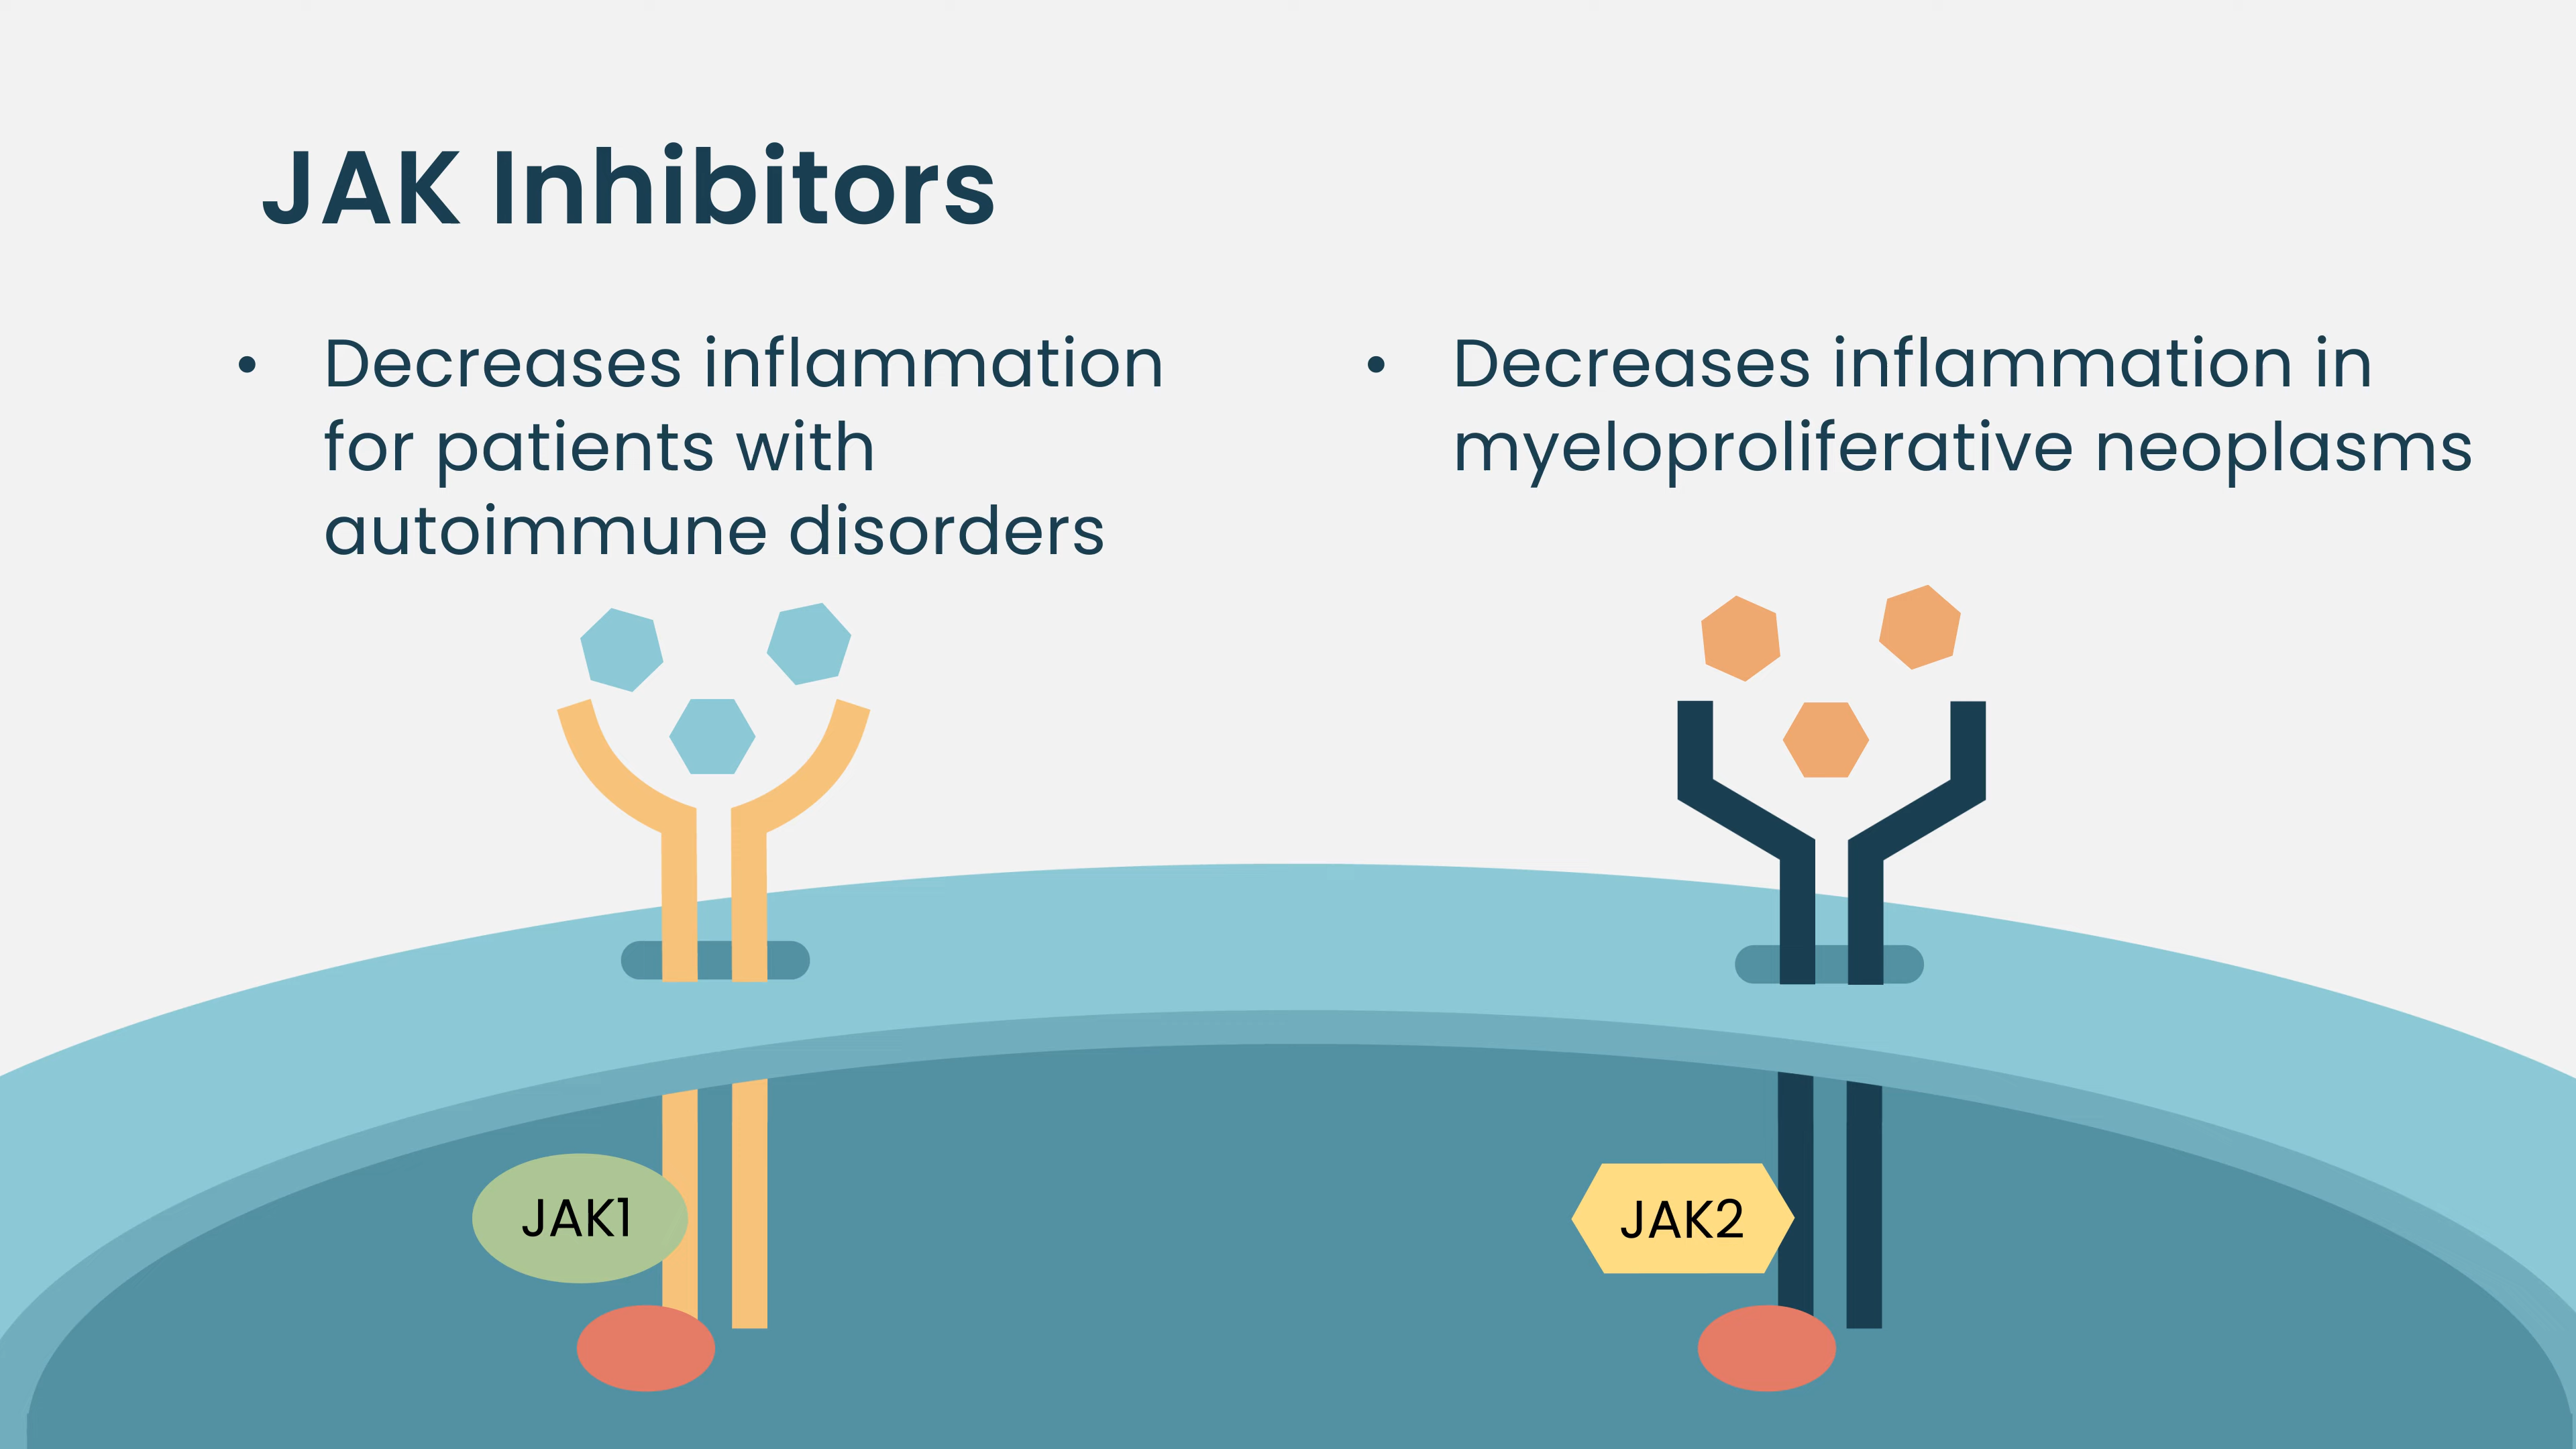 JAK Inhibitors
• Decreases inflammation
for patients with
autoimmune disorders
• Decreases inflammation in
myeloproliferative neoplasms
JAK1
JAK2